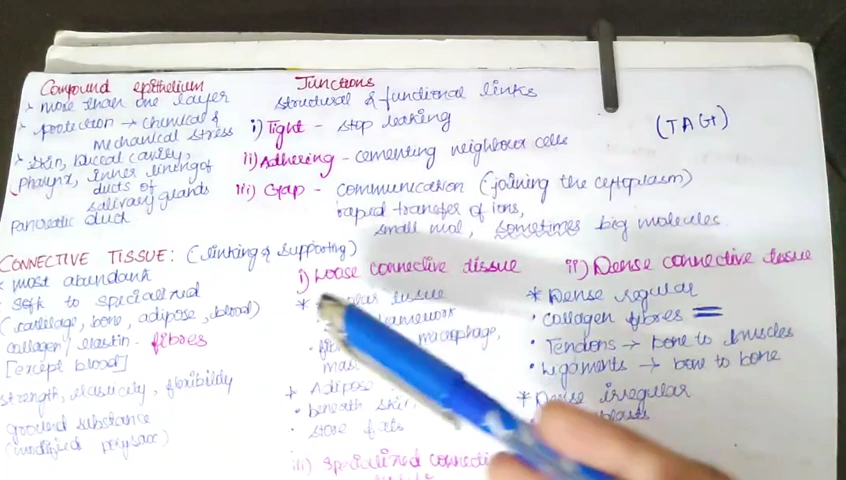 Compound epithelium
more than one layer
protection → chemical &
mechanical stress
skin, Buccal cavity,
pharynx, inner lining of
ducts of
salivary glands
pancreatic duct
Junctions
structural & functional links
i) Tight - stop leaking
(TAG)
ii) Adhering - cementing neighbour cells
iii) Gap - communication (joining the cytoplasm)
rapid transfer of ions,
small mol, sometimes big molecules
CONNECTIVE TISSUE: (linking & supporting)
most abundant
soft to specialized
(cartilage, bone, adipose, blood)
collagen/elastin - fibres
[except blood]
strength, elasticity, flexibility
ground substance
(modified polysacc)
i) Loose connective tissue
* tissue
framework
macrophage,
* Adipose
• beneath skin
• store fats
iii) Specialized
ii) Dense connective tissue
* Dense regular
• collagen fibres =
• Tendons → bone to muscles
• Ligaments → bone to bone
* Dense irregular